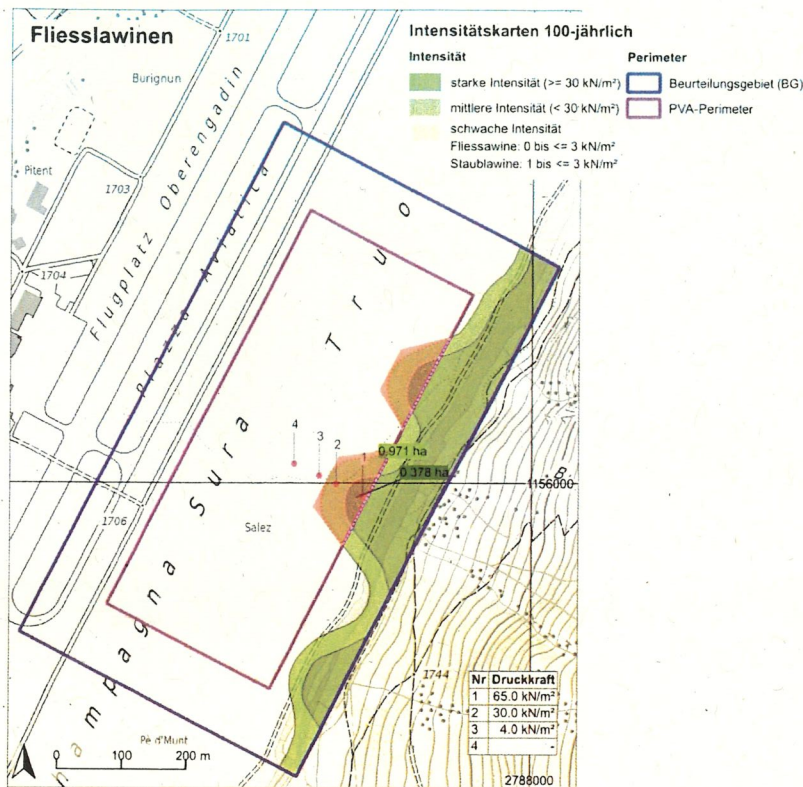 Fliesslawinen
Intensitätskarten 100-jährlich
Intensität
starke Intensität (>= 30 kN/m²)
mittlere Intensität (< 30 kN/m²)
schwache Intensität
Fliessawine: 0 bis <= 3 kN/m²
Staublawine: 1 bis <= 3 kN/m²
Perimeter
Beurteilungsgebiet (BG)
PVA-Perimeter
1701
Burignun
Pitent
1703
1704
Flugplatz Oberengadin
Plazza Aviatica
Truo
4
3
2
1
0.971 ha
0.378 ha
1156000
1706
Salez
Sura
ampagna
1744
Pè d'Munt
Nr Druckkraft
1 65.0 kN/m²
2 30.0 kN/m²
3 4.0 kN/m²
4 -
0 100 200 m
2788000